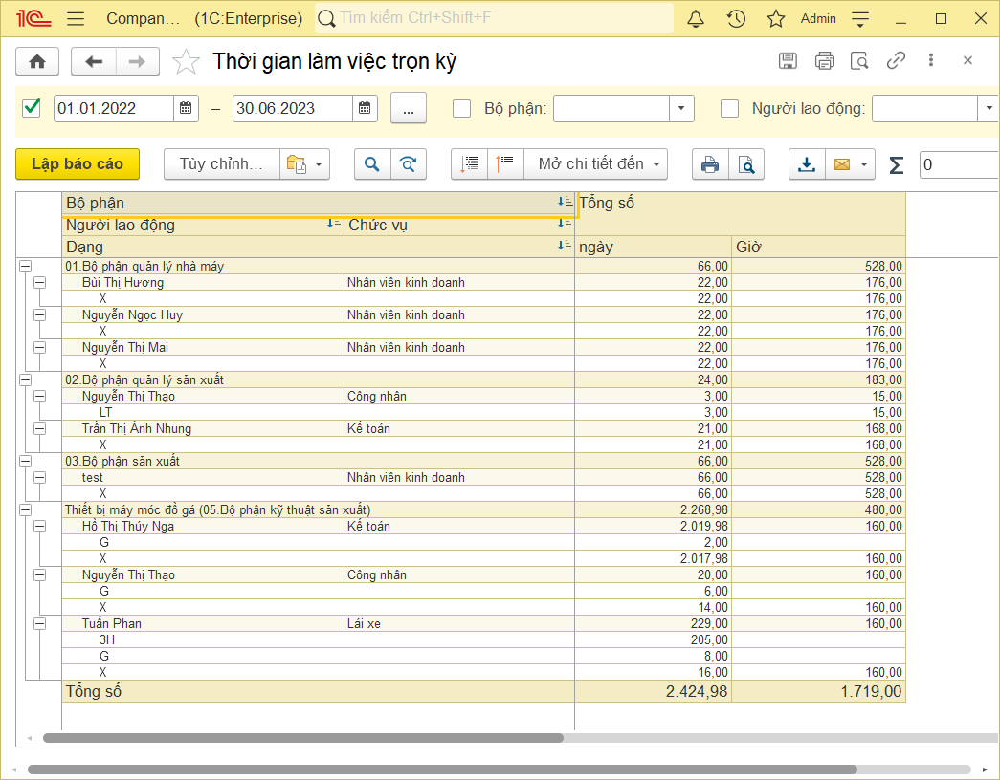 Compan... (1C:Enterprise) Tìm kiếm Ctrl+Shift+F Admin
Thời gian làm việc trọn kỳ
01.01.2022 – 30.06.2023 ... Bộ phận: Người lao động:
Lập báo cáo Tùy chỉnh... Mở chi tiết đến Σ 0
Bộ phận Tổng số
Người lao động Chức vụ
Dạng ngày Giờ
01.Bộ phận quản lý nhà máy 66,00 528,00
Bùi Thị Hương Nhân viên kinh doanh 22,00 176,00
X 22,00 176,00
Nguyễn Ngọc Huy Nhân viên kinh doanh 22,00 176,00
X 22,00 176,00
Nguyễn Thị Mai Nhân viên kinh doanh 22,00 176,00
X 22,00 176,00
02.Bộ phận quản lý sản xuất 24,00 183,00
Nguyễn Thị Thạo Công nhân 3,00 15,00
LT 3,00 15,00
Trần Thị Ánh Nhung Kế toán 21,00 168,00
X 21,00 168,00
03.Bộ phận sản xuất 66,00 528,00
test Nhân viên kinh doanh 66,00 528,00
X 66,00 528,00
Thiết bị máy móc đồ gá (05.Bộ phận kỹ thuật sản xuất) 2.268,98 480,00
Hồ Thị Thúy Nga Kế toán 2.019,98 160,00
G 2,00
X 2.017,98 160,00
Nguyễn Thị Thạo Công nhân 20,00 160,00
G 6,00
X 14,00 160,00
Tuấn Phan Lái xe 229,00 160,00
3H 205,00
G 8,00
X 16,00 160,00
Tổng số 2.424,98 1.719,00